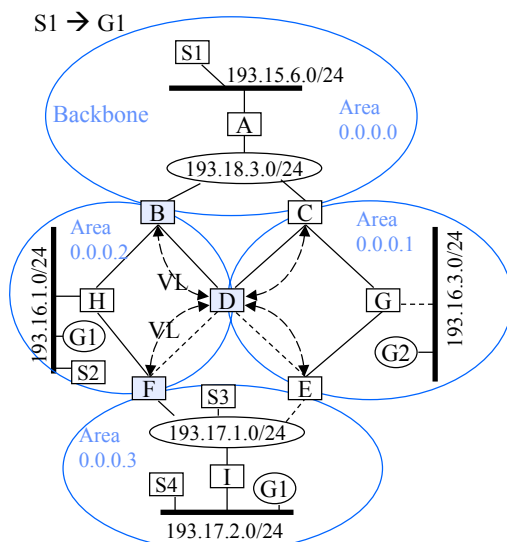 S1 → G1
S1
193.15.6.0/24
Backbone
Area
0.0.0.0
A
193.18.3.0/24
B
C
Area
0.0.0.2
Area
0.0.0.1
193.16.1.0/24
193.16.3.0/24
VL
H
D
G
G1
VL
G2
S2
F
E
S3
Area
0.0.0.3
193.17.1.0/24
I
S4
G1
193.17.2.0/24